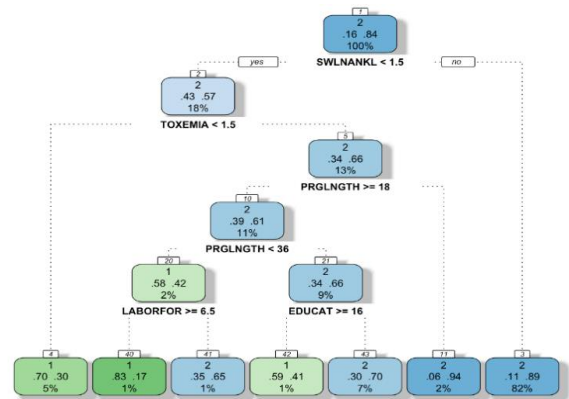 1
2
.16 .84
100%
yes SWLNANKL < 1.5 no
2
2
.43 .57
18%
TOXEMIA < 1.5
5
2
.34 .66
13%
PRGLNGTH >= 18
10
2
.39 .61
11%
PRGLNGTH < 36
20 21
1 2
.58 .42 .34 .66
2% 9%
LABORFOR >= 6.5 EDUCAT >= 16
4 40 41 42 43 11 3
1 1 2 1 2 2 2
.70 .30 .83 .17 .35 .65 .59 .41 .30 .70 .06 .94 .11 .89
5% 1% 1% 1% 7% 2% 82%